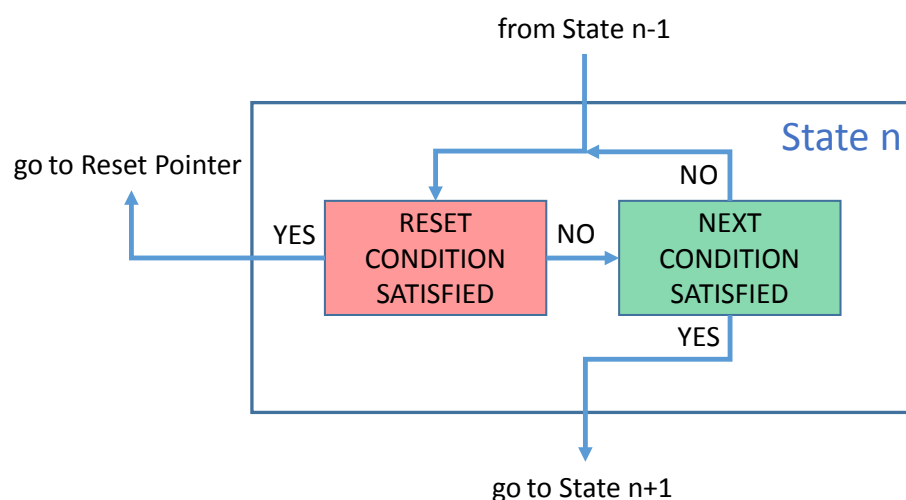 from State n-1
State n
go to Reset Pointer
NO
YES
RESET
CONDITION
SATISFIED
NO
NEXT
CONDITION
SATISFIED
YES
go to State n+1